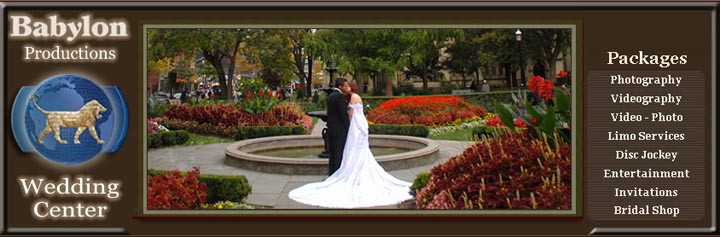 Babylon
Productions
Wedding
Center
Packages
Photography
Videography
Video - Photo
Limo Services
Disc Jockey
Entertainment
Invitations
Bridal Shop